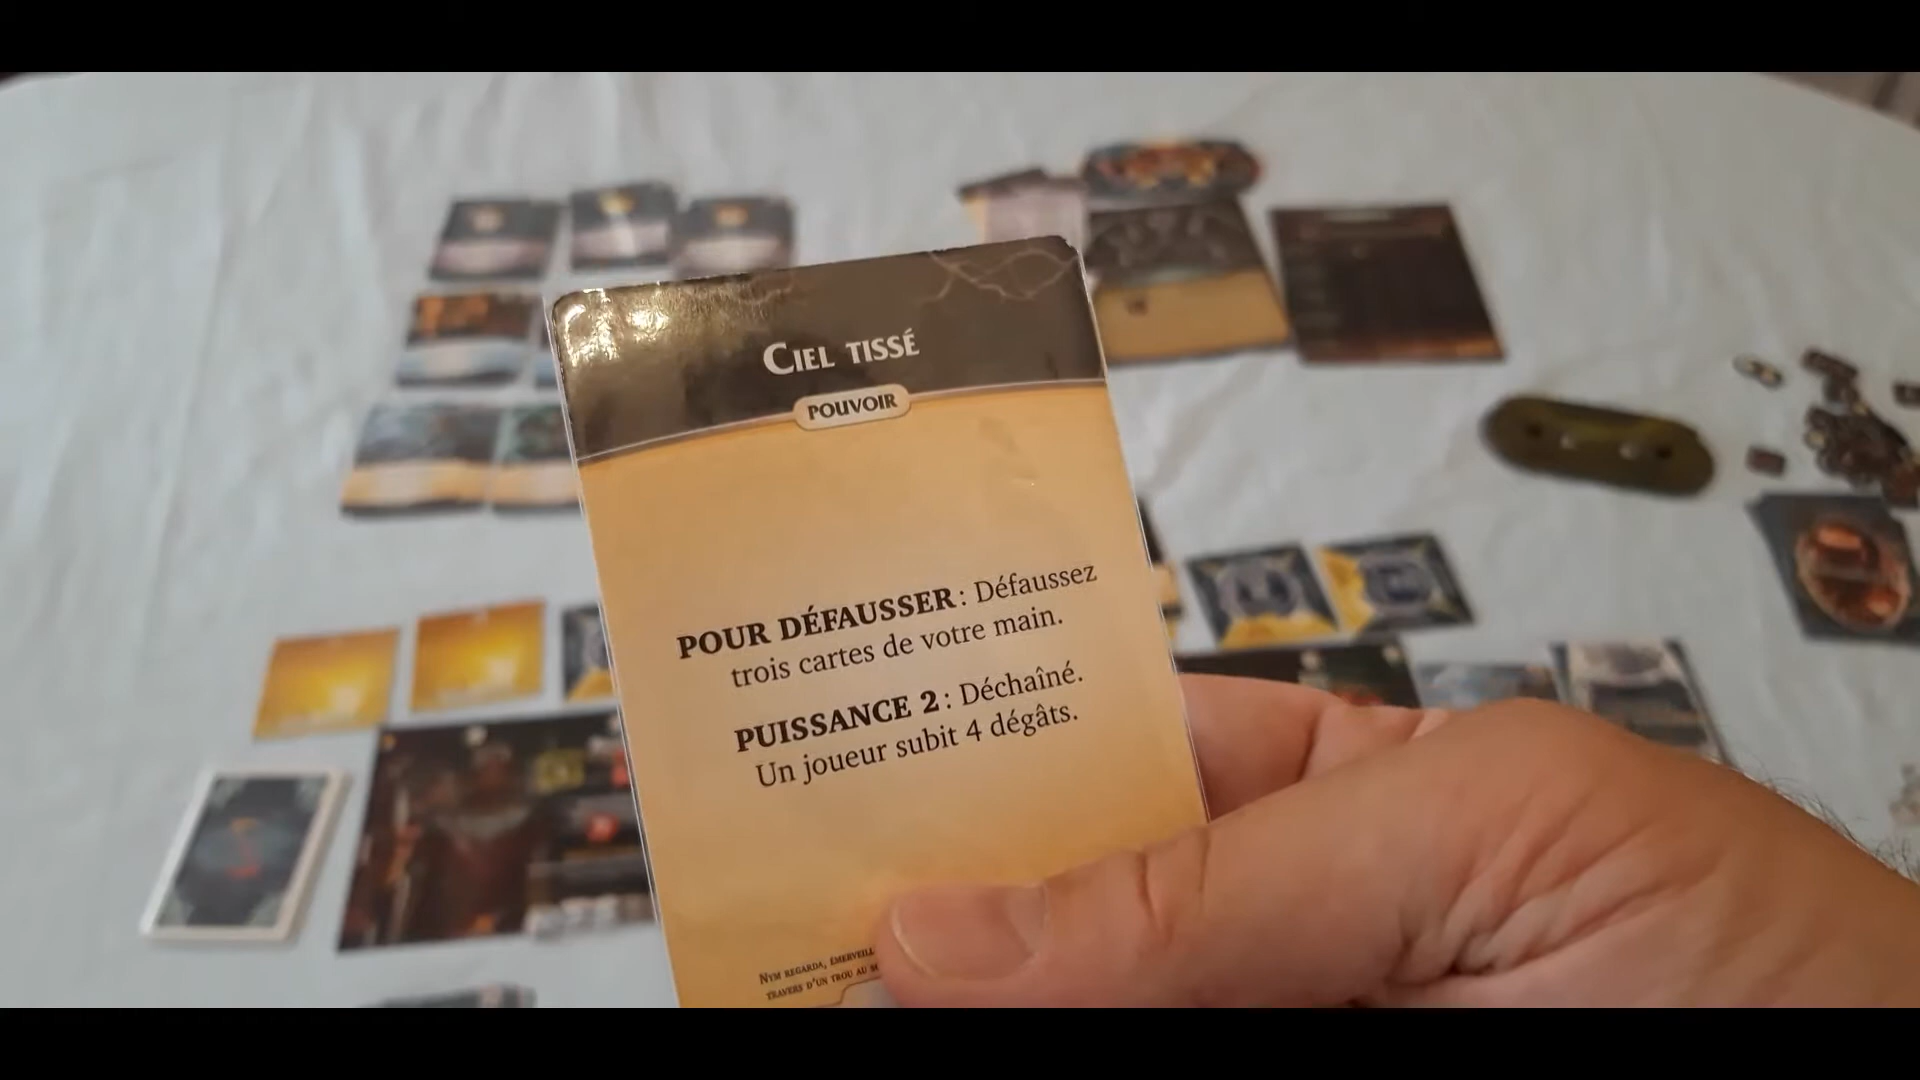 CIEL TISSÉ
POUVOIR
POUR DÉFAUSSER : Défaussez
trois cartes de votre main.
PUISSANCE 2 : Déchaîné.
Un joueur subit 4 dégâts.
NYM REGARDA,
TRAVERS D'UN TROU AU